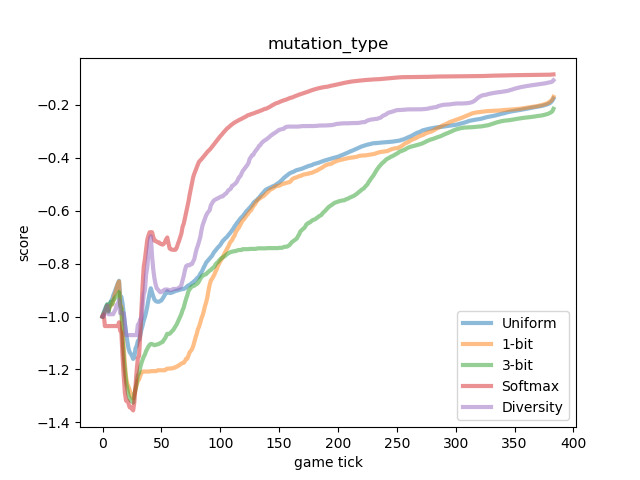 mutation_type
score
−0.2
−0.4
−0.6
−0.8
−1.0
−1.2
−1.4
0 50 100 150 200 250 300 350 400
game tick
Uniform
1-bit
3-bit
Softmax
Diversity